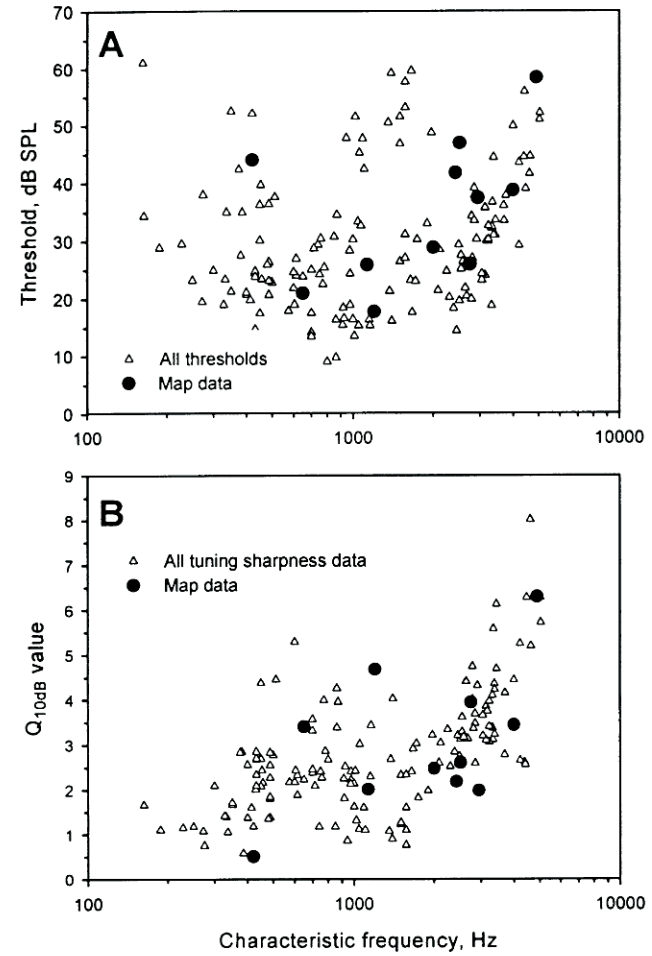 A
70
60
50
40
30
20
10
0
Threshold, dB SPL
All thresholds
Map data
100
1000
10000
B
9
8
7
6
5
4
3
2
1
0
Q10dB value
All tuning sharpness data
Map data
100
1000
10000
Characteristic frequency, Hz